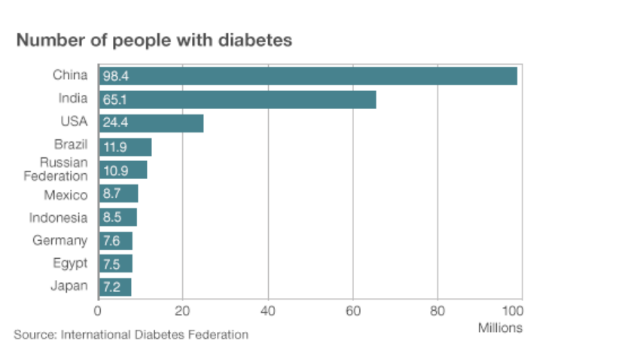 Number of people with diabetes
China 98.4
India 65.1
USA 24.4
Brazil 11.9
Russian
Federation 10.9
Mexico 8.7
Indonesia 8.5
Germany 7.6
Egypt 7.5
Japan 7.2
0 20 40 60 80 100
Millions
Source: International Diabetes Federation